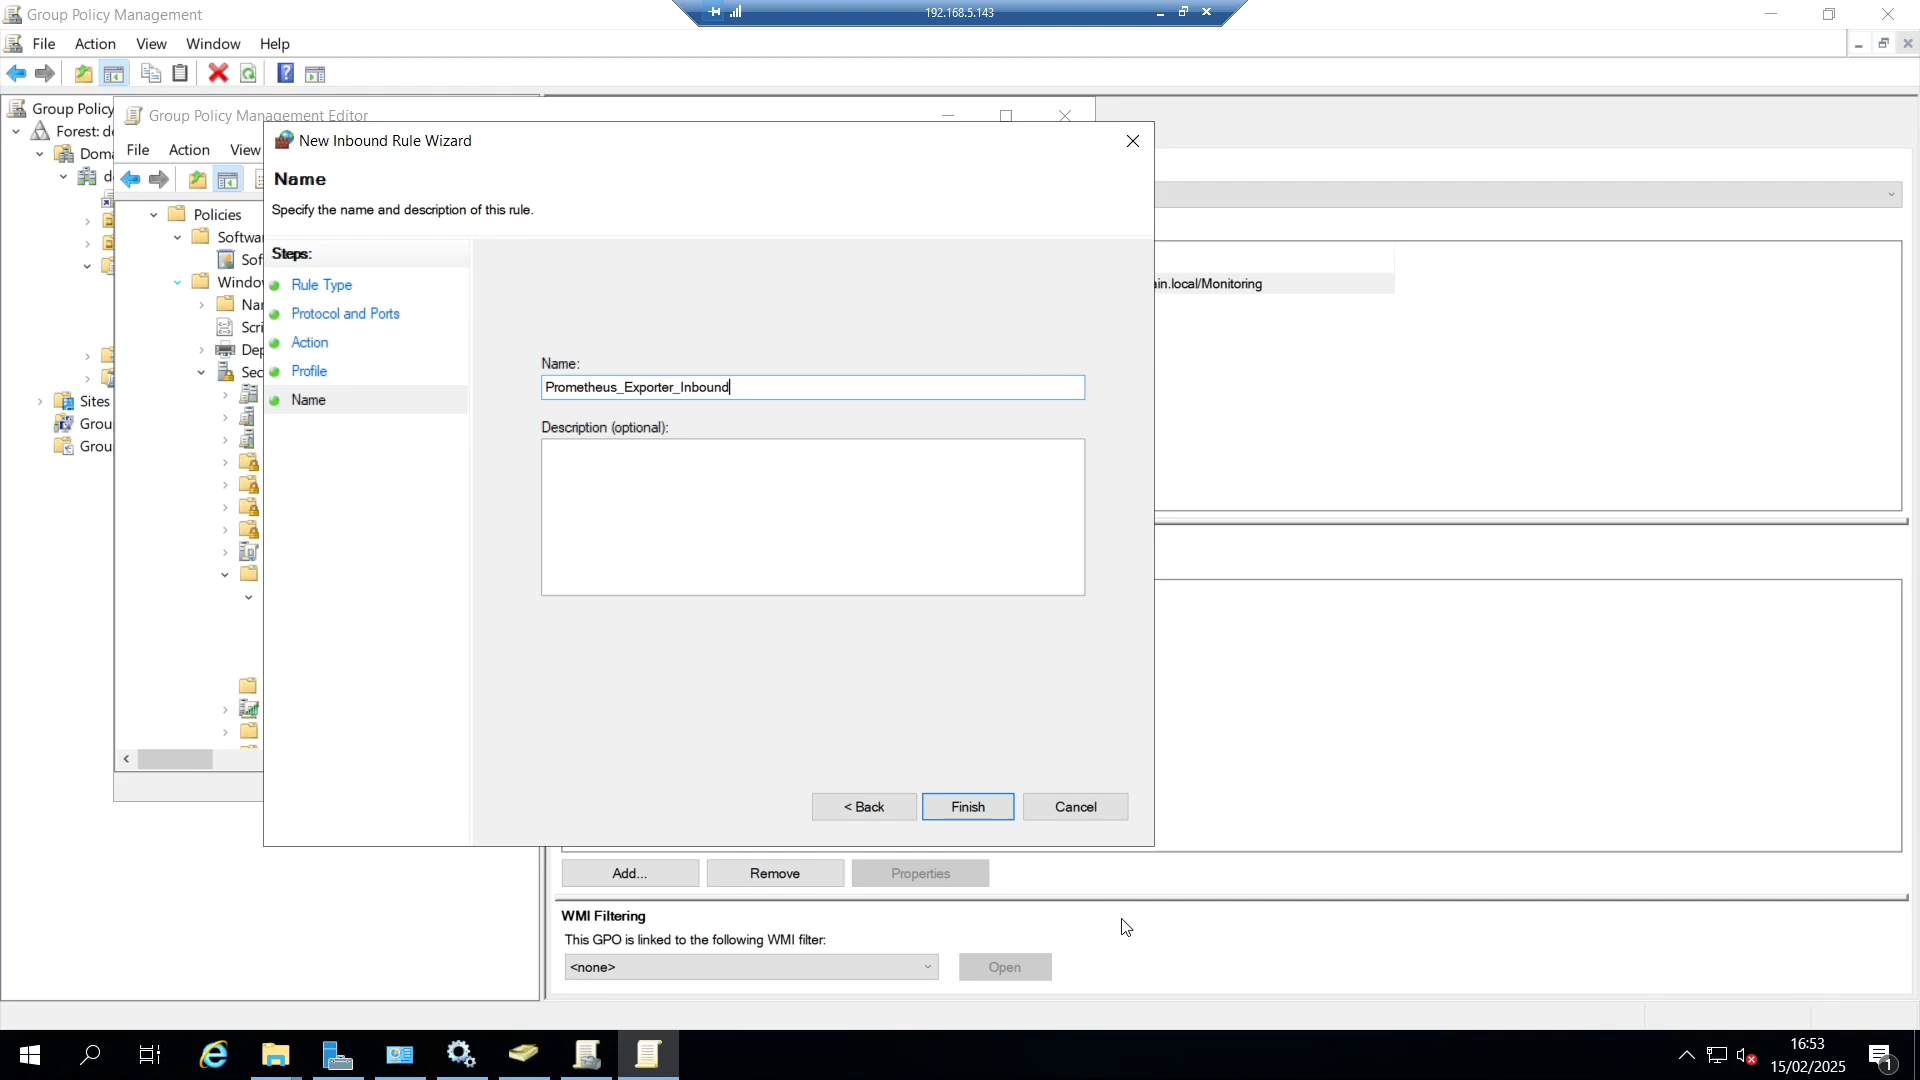 Group Policy Management
192.168.5.143
File Action View Window Help
Group Policy
Forest: d
Doma
d
Sites
Grou
Grou
Group Policy Management Editor
File Action View
Policies
Softwa
Sof
Windo
Nar
Scri
Dep
Sec
New Inbound Rule Wizard
Name
Specify the name and description of this rule.
Steps:
Rule Type
Protocol and Ports
Action
Profile
Name
Name:
Prometheus_Exporter_Inbound
Description (optional):
< Back
Finish
Cancel
ain.local/Monitoring
Add...
Remove
Properties
WMI Filtering
This GPO is linked to the following WMI filter:
<none>
Open
16:53
15/02/2025
1